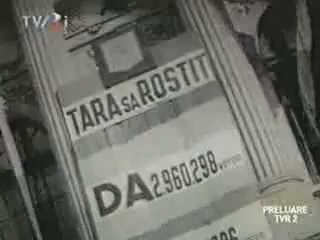 TVR i
TARA SA ROSTIT
DA 2.960.298.
PRELUARE
TVR 2